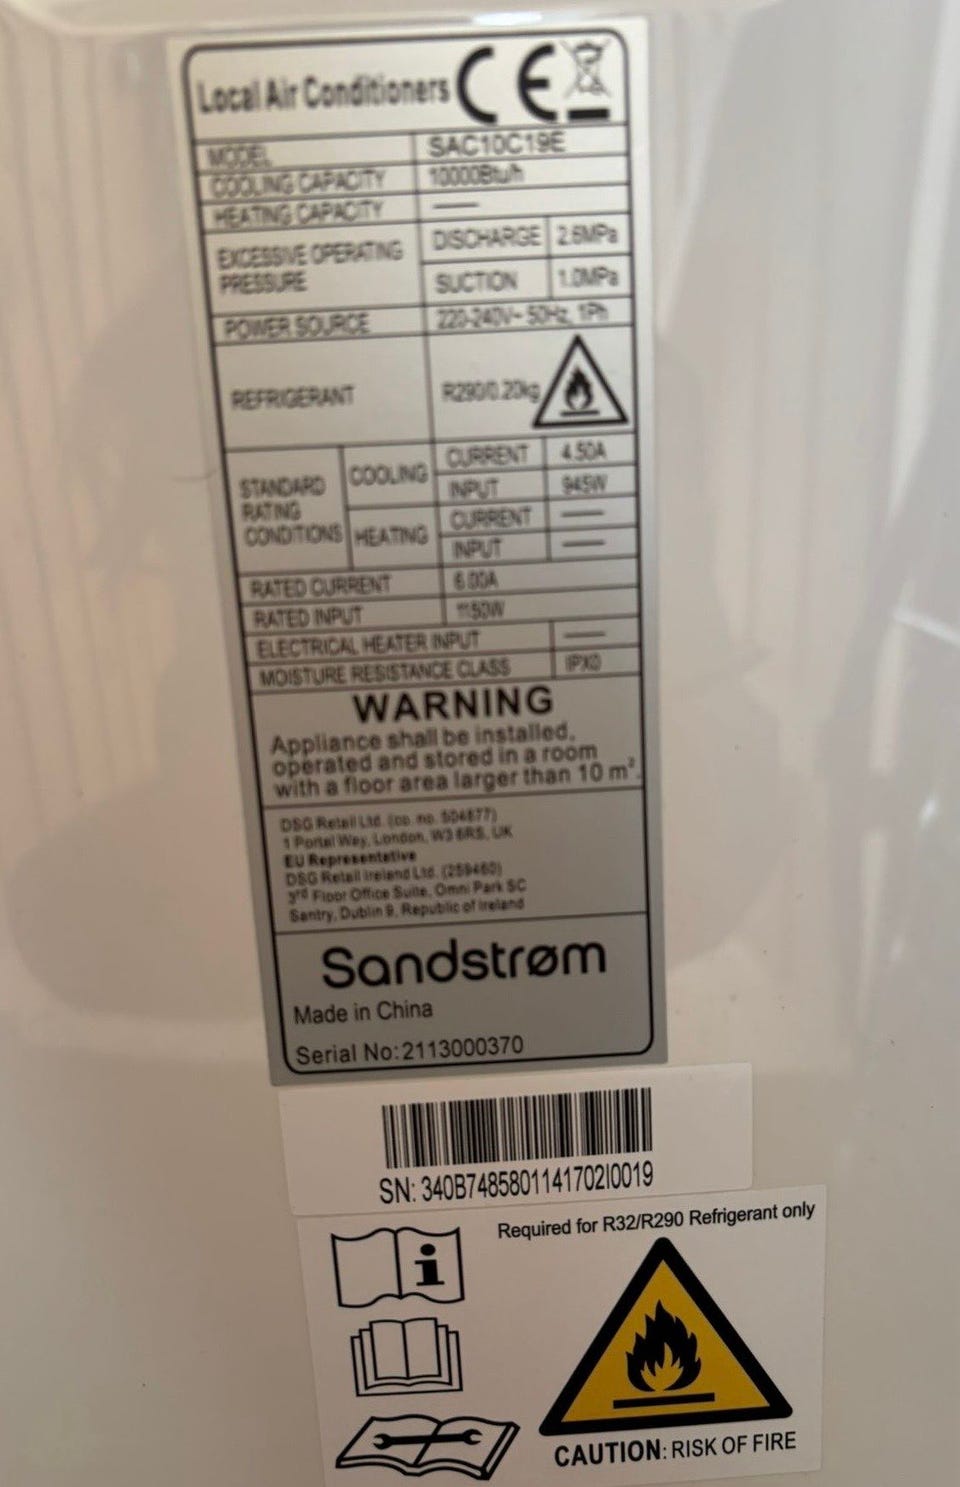 Local Air Conditioners CE
MODEL SAC10C19E
COOLING CAPACITY 10000Btu/h
HEATING CAPACITY —
EXCESSIVE OPERATING PRESSURE DISCHARGE 2.6MPa
SUCTION 1.0MPa
POWER SOURCE 220-240V~ 50Hz, 1Ph
REFRIGERANT R290/0.20kg
STANDARD RATING CONDITIONS COOLING CURRENT 4.50A
INPUT 945W
HEATING CURRENT —
INPUT —
RATED CURRENT 6.00A
RATED INPUT 1150W
ELECTRICAL HEATER INPUT —
MOISTURE RESISTANCE CLASS IPX0
WARNING
Appliance shall be installed,
operated and stored in a room
with a floor area larger than 10 m².
DSG Retail Ltd. (co. no. 504877)
1 Portal Way, London, W3 6RS, UK
EU Representative
DSG Retail Ireland Ltd. (259460)
3rd Floor Office Suite, Omni Park SC
Santry, Dublin 9, Republic of Ireland
Sandstrøm
Made in China
Serial No:2113000370
SN: 340B74858011417020019
Required for R32/R290 Refrigerant only
CAUTION: RISK OF FIRE